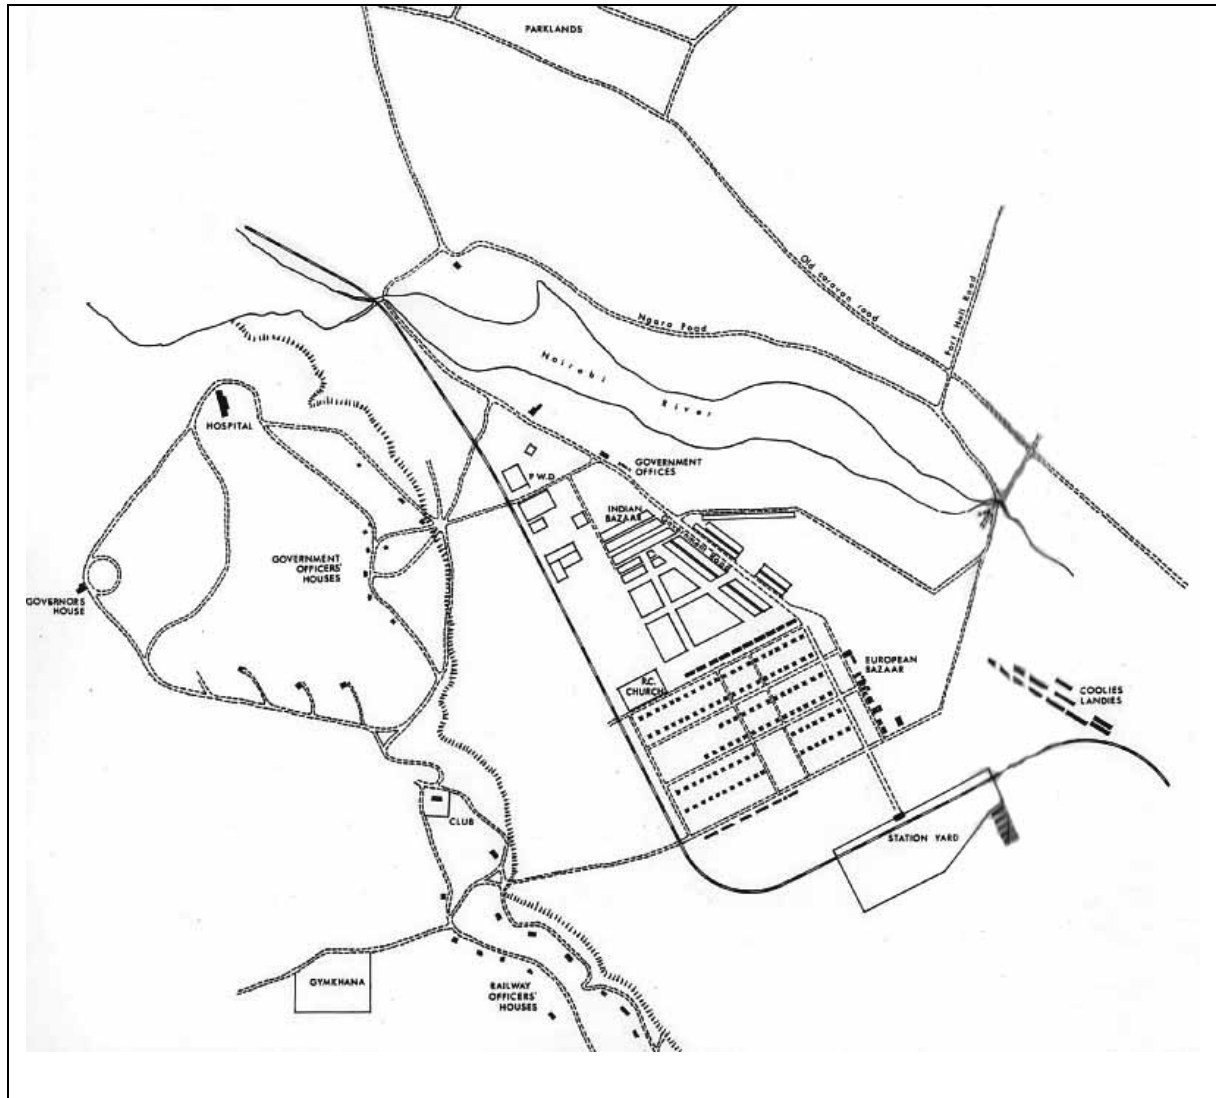 PARKLANDS
Old caravan road
Fort Hall Road
Ngara Road
Nairobi
River
HOSPITAL
GOVERNMENT
OFFICES
P.W.D.
INDIAN
BAZAAR
GOVERNMENT
OFFICERS'
HOUSES
GOVERNORS
HOUSE
EUROPEAN
BAZAAR
R.C.
CHURCH
COOLIES
LANDIES
CLUB
STATION YARD
GYMKHANA
RAILWAY
OFFICERS'
HOUSES